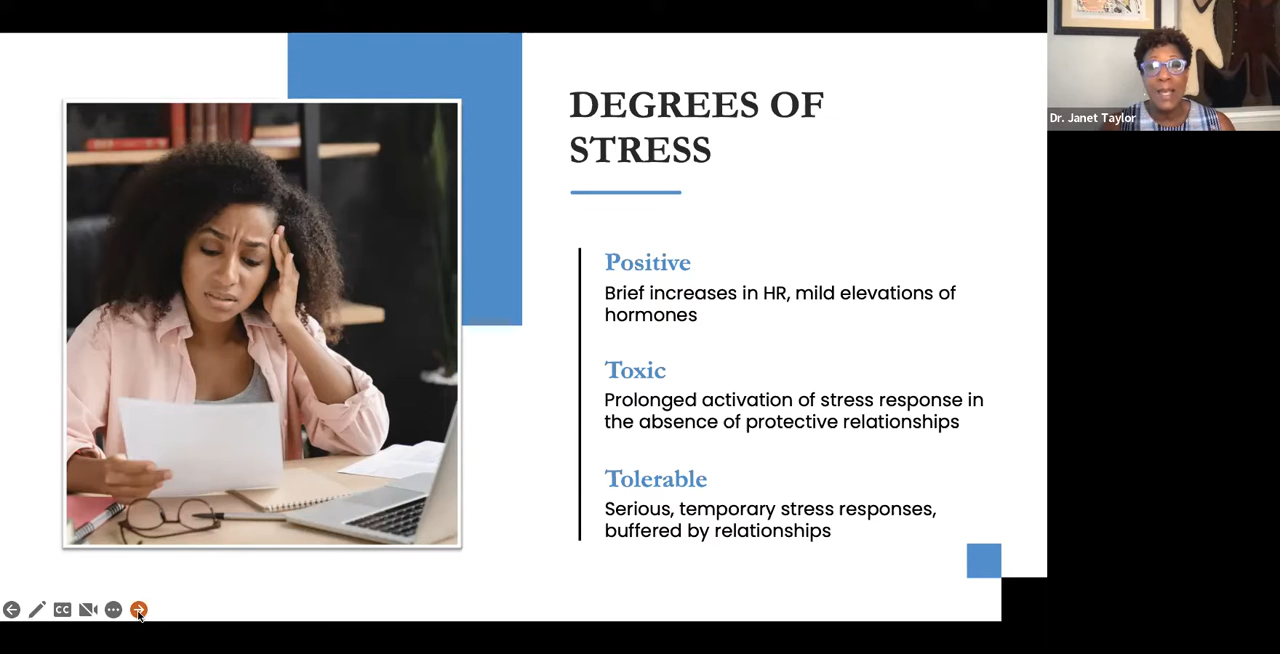 DEGREES OF
STRESS
Positive
Brief increases in HR, mild elevations of
hormones
Toxic
Prolonged activation of stress response in
the absence of protective relationships
Tolerable
Serious, temporary stress responses,
buffered by relationships
Dr. Janet Taylor
CC